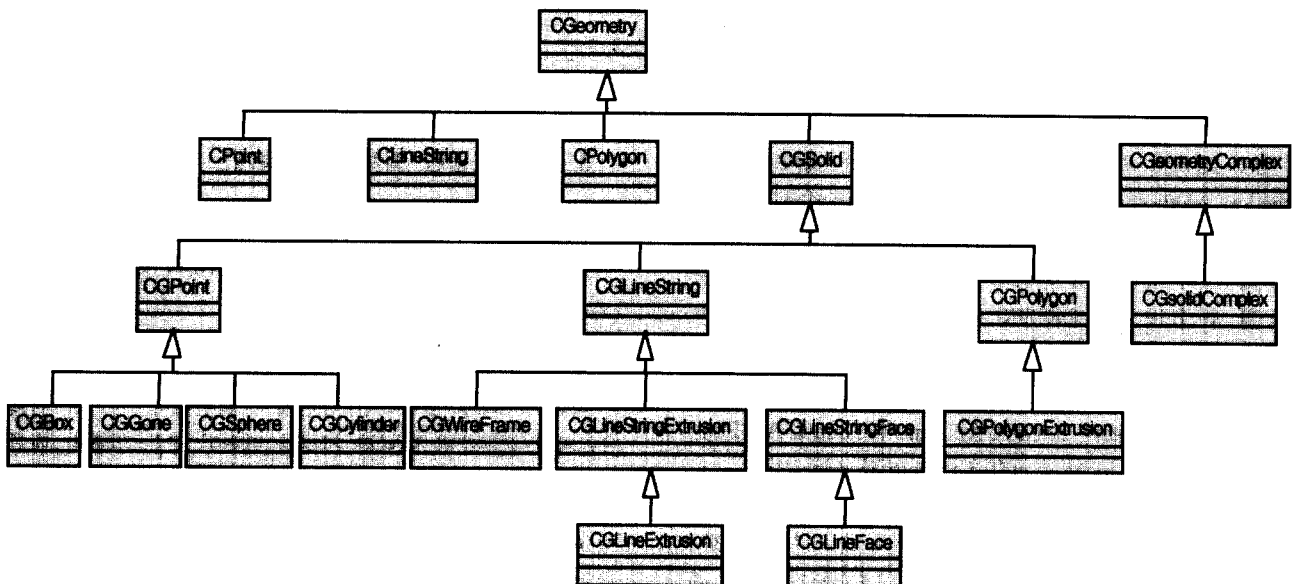 CGeometry
CPoint
CLineString
CPolygon
CGSolid
CGeometryComplex
CGPoint
CGLineString
CGPolygon
CGsolidComplex
CGBox
CGGone
CGSphere
CGCylinder
CGWireFrame
CGLineStringExtrusion
CGLineStringFace
CGPolygonExtrusion
CGLineExtrusion
CGLineFace